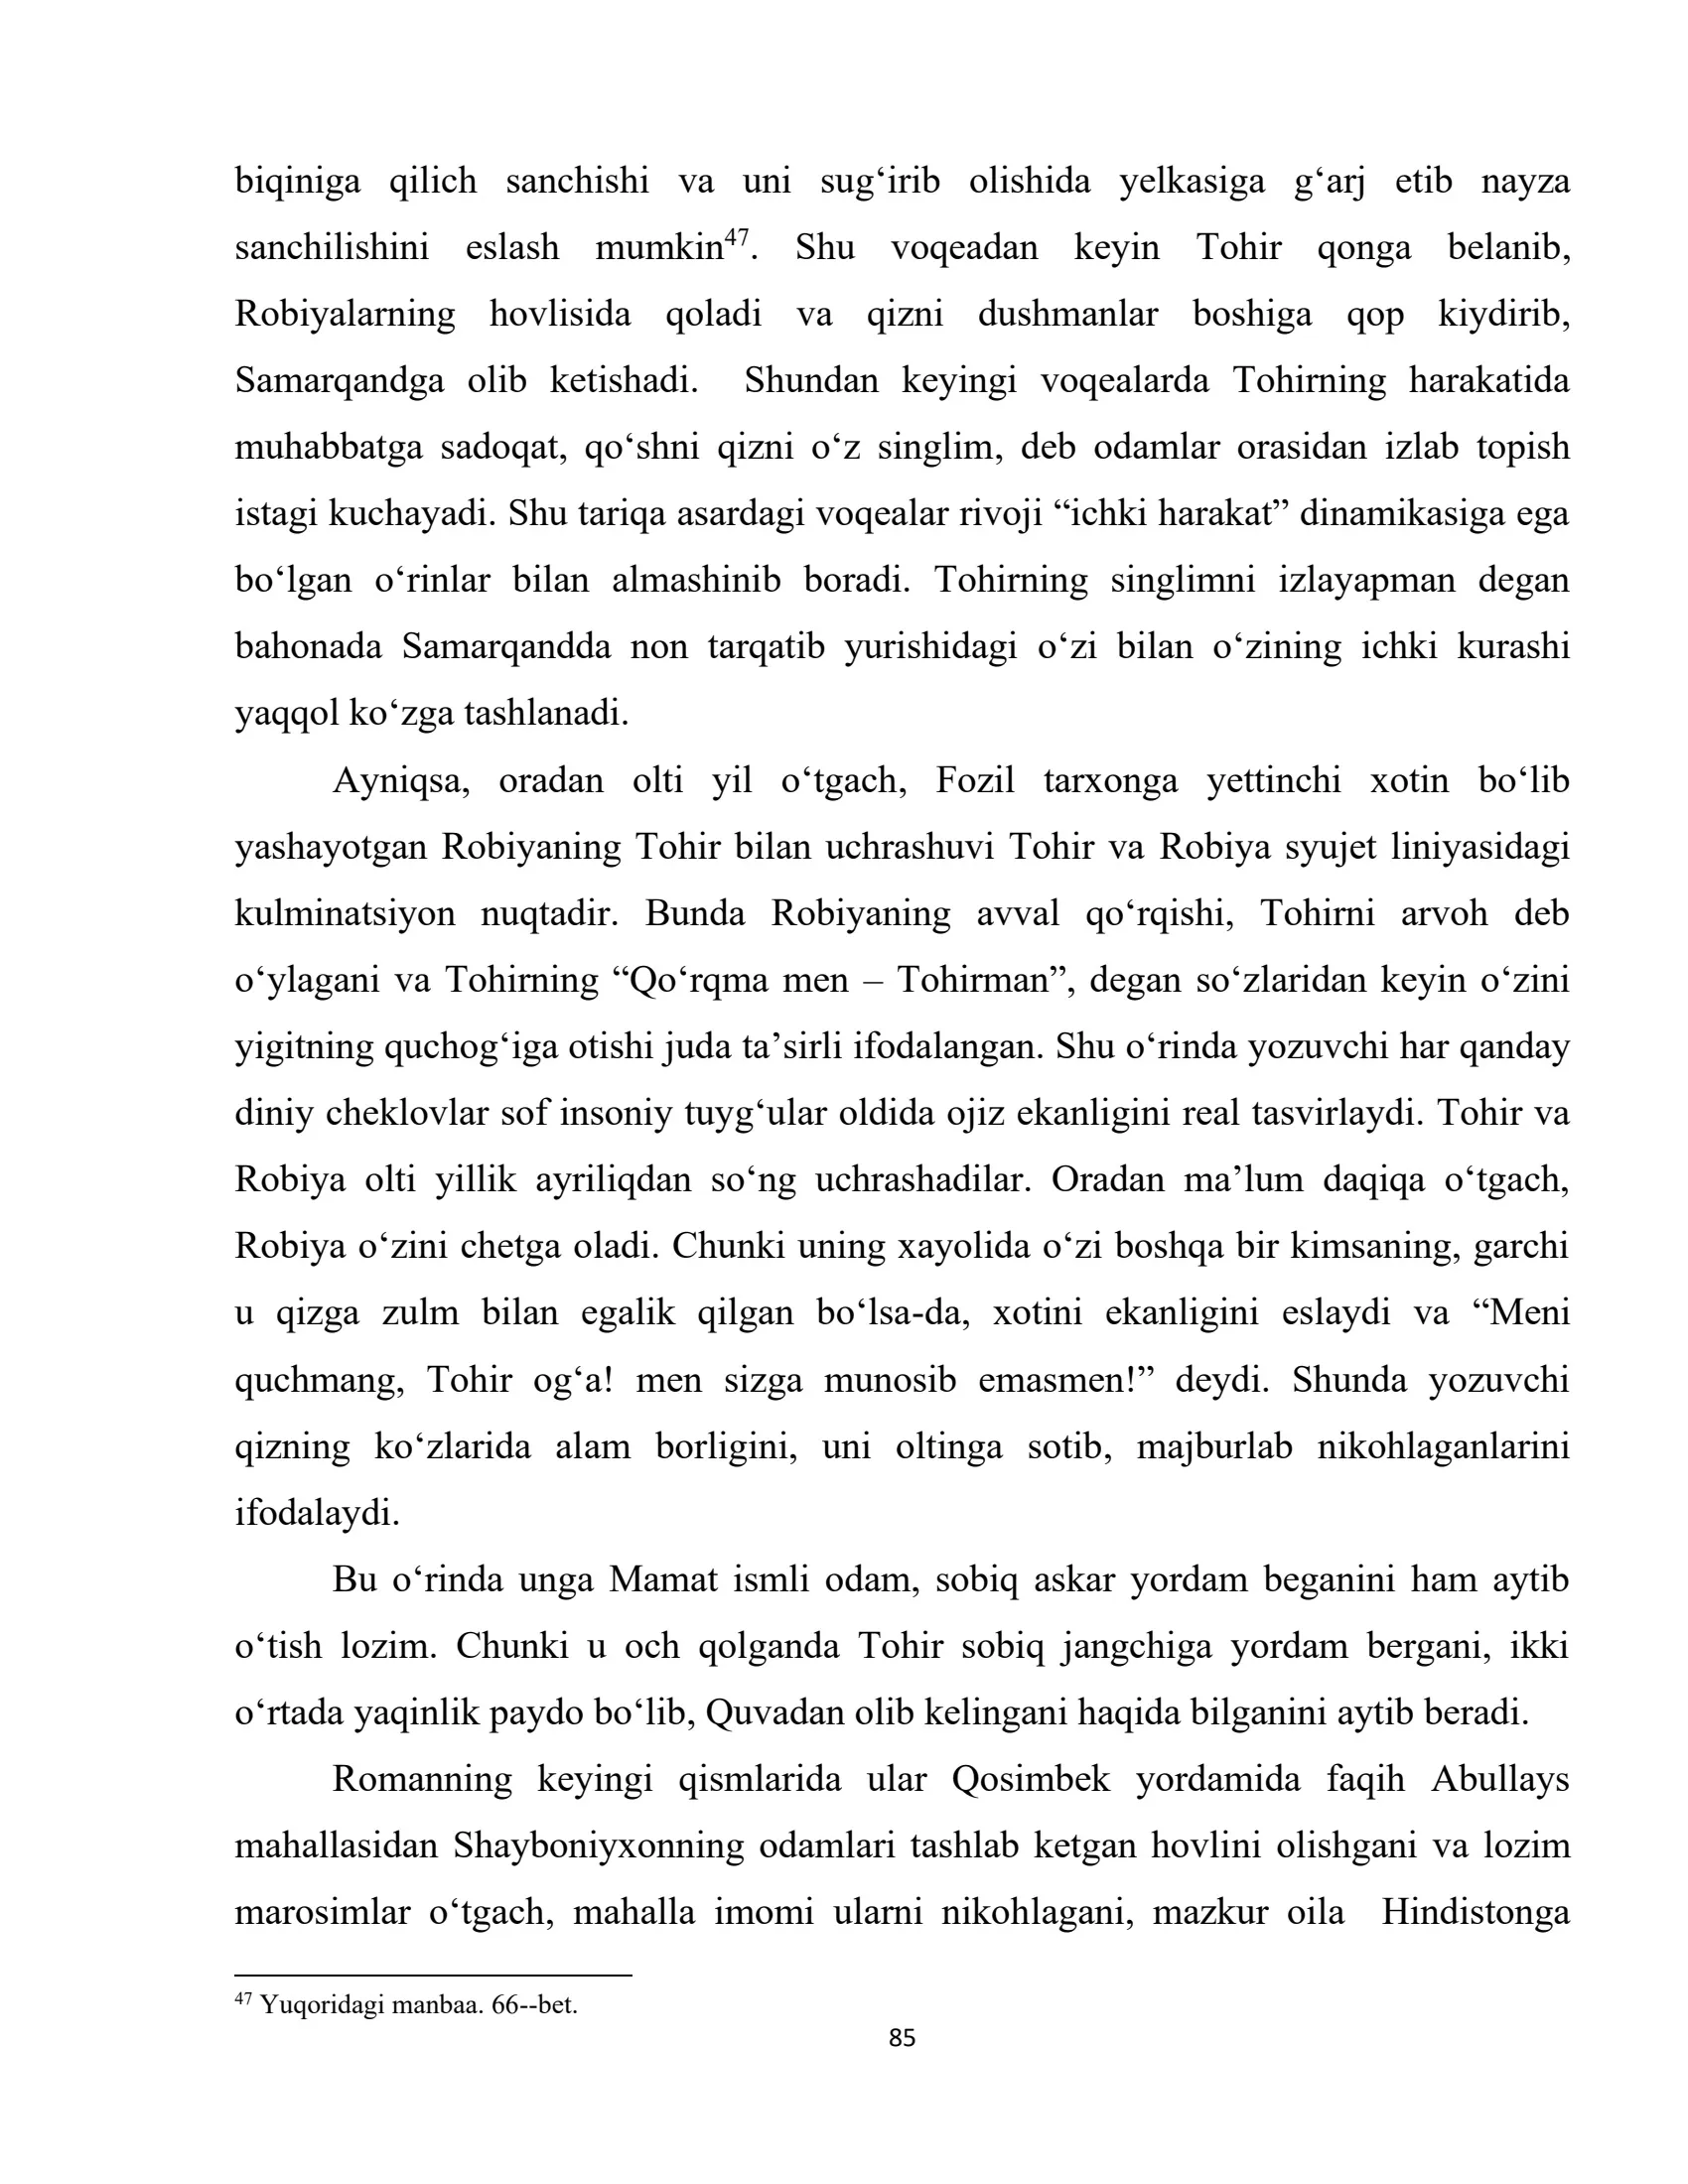 biqiniga qilich sanchishi va uni sug‘irib olishida yelkasiga g‘arj etib nayza
sanchilishini eslash mumkin47. Shu voqeadan keyin Tohir qonga belanib,
Robiyalarning hovlisida qoladi va qizni dushmanlar boshiga qop kiydirib,
Samarqandga olib ketishadi. Shundan keyingi voqealarda Tohirning harakatida
muhabbatga sadoqat, qo‘shni qizni o‘z singlim, deb odamlar orasidan izlab topish
istagi kuchayadi. Shu tariqa asardagi voqealar rivoji “ichki harakat” dinamikasiga ega
bo‘lgan o‘rinlar bilan almashinib boradi. Tohirning singlimni izlayapman degan
bahonada Samarqandda non tarqatib yurishidagi o‘zi bilan o‘zining ichki kurashi
yaqqol ko‘zga tashlanadi.
Ayniqsa, oradan olti yil o‘tgach, Fozil tarxonga yettinchi xotin bo‘lib
yashayotgan Robiyaning Tohir bilan uchrashuvi Tohir va Robiya syujet liniyasidagi
kulminatsiyon nuqtadir. Bunda Robiyaning avval qo‘rqishi, Tohirni arvoh deb
o‘ylagani va Tohirning “Qo‘rqma men – Tohirman”, degan so‘zlaridan keyin o‘zini
yigitning quchog‘iga otishi juda ta’sirli ifodalangan. Shu o‘rinda yozuvchi har qanday
diniy cheklovlar sof insoniy tuyg‘ular oldida ojiz ekanligini real tasvirlaydi. Tohir va
Robiya olti yillik ayriliqdan so‘ng uchrashadilar. Oradan ma’lum daqiqa o‘tgach,
Robiya o‘zini chetga oladi. Chunki uning xayolida o‘zi boshqa bir kimsaning, garchi
u qizga zulm bilan egalik qilgan bo‘lsa-da, xotini ekanligini eslaydi va “Meni
quchmang, Tohir og‘a! men sizga munosib emasmen!” deydi. Shunda yozuvchi
qizning ko‘zlarida alam borligini, uni oltinga sotib, majburlab nikohlaganlarini
ifodalaydi.
Bu o‘rinda unga Mamat ismli odam, sobiq askar yordam beganini ham aytib
o‘tish lozim. Chunki u och qolganda Tohir sobiq jangchiga yordam bergani, ikki
o‘rtada yaqinlik paydo bo‘lib, Quvadan olib kelingani haqida bilganini aytib beradi.
Romanning keyingi qismlarida ular Qosimbek yordamida faqih Abullays
mahallasidan Shayboniyxonning odamlari tashlab ketgan hovlini olishgani va lozim
marosimlar o‘tgach, mahalla imomi ularni nikohlagani, mazkur oila Hindistonga
47 Yuqoridagi manbaa. 66--bet.
85